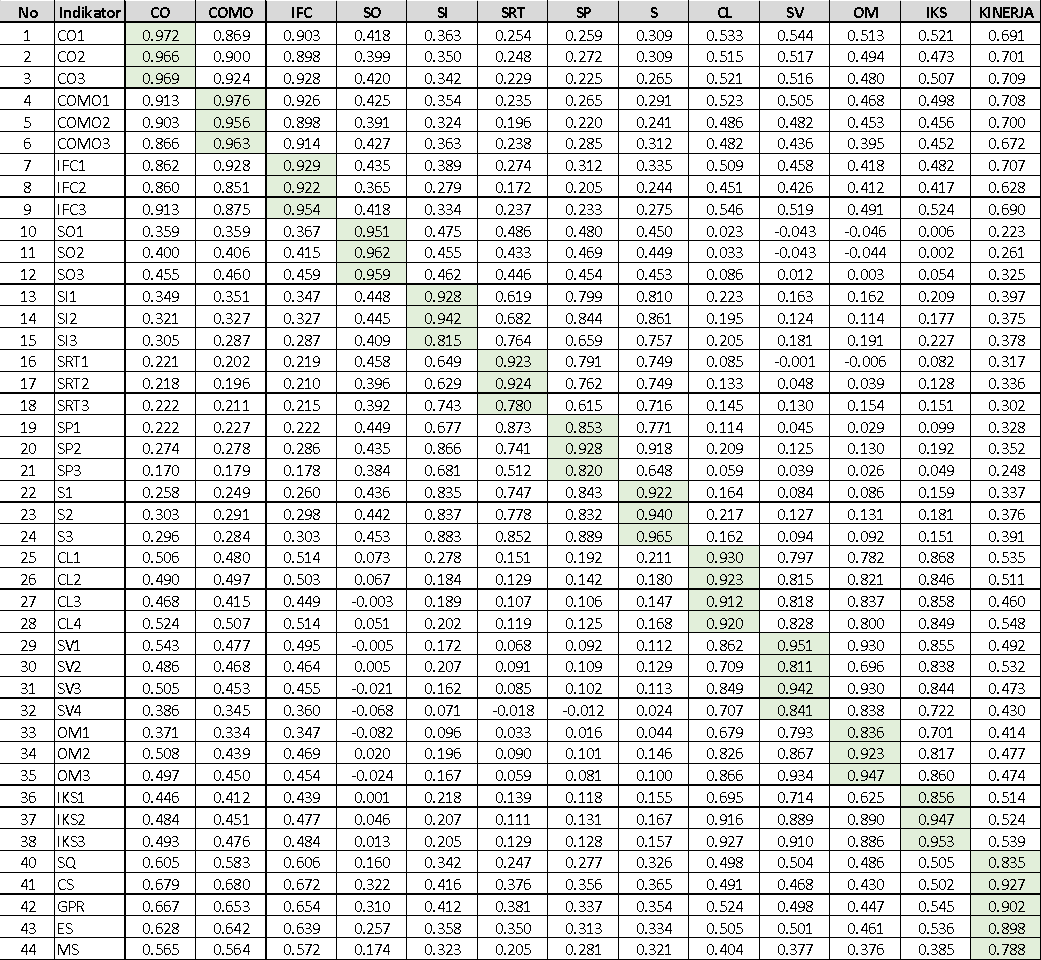 No Indikator CO COMO IFC SO SI SRT SP S CL SV OM IKS KINERJA
1 CO1 0.972 0.869 0.903 0.418 0.363 0.254 0.259 0.309 0.533 0.544 0.513 0.521 0.691
2 CO2 0.966 0.900 0.898 0.399 0.350 0.248 0.272 0.309 0.515 0.517 0.494 0.473 0.701
3 CO3 0.969 0.924 0.928 0.420 0.342 0.229 0.225 0.265 0.521 0.516 0.480 0.507 0.709
4 COMO1 0.913 0.976 0.926 0.425 0.354 0.235 0.265 0.291 0.523 0.505 0.468 0.498 0.708
5 COMO2 0.903 0.956 0.898 0.391 0.324 0.196 0.220 0.241 0.486 0.482 0.453 0.456 0.700
6 COMO3 0.866 0.963 0.914 0.427 0.363 0.238 0.285 0.312 0.482 0.436 0.395 0.452 0.672
7 IFC1 0.862 0.928 0.929 0.435 0.389 0.274 0.312 0.335 0.509 0.458 0.418 0.482 0.707
8 IFC2 0.860 0.851 0.922 0.365 0.279 0.172 0.205 0.244 0.451 0.426 0.412 0.417 0.628
9 IFC3 0.913 0.875 0.954 0.418 0.334 0.237 0.233 0.275 0.546 0.519 0.491 0.524 0.690
10 SO1 0.359 0.359 0.367 0.951 0.475 0.486 0.480 0.450 0.023 -0.043 -0.046 0.006 0.223
11 SO2 0.400 0.406 0.415 0.962 0.455 0.433 0.469 0.449 0.033 -0.043 -0.044 0.002 0.261
12 SO3 0.455 0.460 0.459 0.959 0.462 0.446 0.454 0.453 0.086 0.012 0.003 0.054 0.325
13 SI1 0.349 0.351 0.347 0.448 0.928 0.619 0.799 0.810 0.223 0.163 0.162 0.209 0.397
14 SI2 0.321 0.327 0.327 0.445 0.942 0.682 0.844 0.861 0.195 0.124 0.114 0.177 0.375
15 SI3 0.305 0.287 0.287 0.409 0.815 0.764 0.659 0.757 0.205 0.181 0.191 0.227 0.378
16 SRT1 0.221 0.202 0.219 0.458 0.649 0.923 0.791 0.749 0.085 -0.001 -0.006 0.082 0.317
17 SRT2 0.218 0.196 0.210 0.396 0.629 0.924 0.762 0.749 0.133 0.048 0.039 0.128 0.336
18 SRT3 0.222 0.211 0.215 0.392 0.743 0.780 0.615 0.716 0.145 0.130 0.154 0.151 0.302
19 SP1 0.222 0.227 0.222 0.449 0.677 0.873 0.853 0.771 0.114 0.045 0.029 0.099 0.328
20 SP2 0.274 0.278 0.286 0.435 0.866 0.741 0.928 0.918 0.209 0.125 0.130 0.192 0.352
21 SP3 0.170 0.179 0.178 0.384 0.681 0.512 0.820 0.648 0.059 0.039 0.026 0.049 0.248
22 S1 0.258 0.249 0.260 0.436 0.835 0.747 0.843 0.922 0.164 0.084 0.086 0.159 0.337
23 S2 0.303 0.291 0.298 0.442 0.837 0.778 0.832 0.940 0.217 0.127 0.131 0.181 0.376
24 S3 0.296 0.284 0.303 0.453 0.883 0.852 0.889 0.965 0.162 0.094 0.092 0.151 0.391
25 CL1 0.506 0.480 0.514 0.073 0.278 0.151 0.192 0.211 0.930 0.797 0.782 0.868 0.535
26 CL2 0.490 0.497 0.503 0.067 0.184 0.129 0.142 0.180 0.923 0.815 0.821 0.846 0.511
27 CL3 0.468 0.415 0.449 -0.003 0.189 0.107 0.106 0.147 0.912 0.818 0.837 0.858 0.460
28 CL4 0.524 0.507 0.514 0.051 0.202 0.119 0.125 0.168 0.920 0.828 0.800 0.849 0.548
29 SV1 0.543 0.477 0.495 -0.005 0.172 0.068 0.092 0.112 0.862 0.951 0.930 0.855 0.492
30 SV2 0.486 0.468 0.464 0.005 0.207 0.091 0.109 0.129 0.709 0.811 0.696 0.838 0.532
31 SV3 0.505 0.453 0.455 -0.021 0.162 0.085 0.102 0.113 0.849 0.942 0.930 0.844 0.473
32 SV4 0.386 0.345 0.360 -0.068 0.071 -0.018 -0.012 0.024 0.707 0.841 0.838 0.722 0.430
33 OM1 0.371 0.334 0.347 -0.082 0.096 0.033 0.016 0.044 0.679 0.793 0.836 0.701 0.414
34 OM2 0.508 0.439 0.469 0.020 0.196 0.090 0.101 0.146 0.826 0.867 0.923 0.817 0.477
35 OM3 0.497 0.450 0.454 -0.024 0.167 0.059 0.081 0.100 0.866 0.934 0.947 0.860 0.474
36 IKS1 0.446 0.412 0.439 0.001 0.218 0.139 0.118 0.155 0.695 0.714 0.625 0.856 0.514
37 IKS2 0.484 0.451 0.477 0.046 0.207 0.111 0.131 0.167 0.916 0.889 0.890 0.947 0.524
38 IKS3 0.493 0.476 0.484 0.013 0.205 0.129 0.128 0.157 0.927 0.910 0.886 0.953 0.539
40 SQ 0.605 0.583 0.606 0.160 0.342 0.247 0.277 0.326 0.498 0.504 0.486 0.505 0.835
41 CS 0.679 0.680 0.672 0.322 0.416 0.376 0.356 0.365 0.491 0.468 0.430 0.502 0.927
42 GPR 0.667 0.653 0.654 0.310 0.412 0.381 0.337 0.354 0.524 0.498 0.447 0.545 0.902
43 ES 0.628 0.642 0.639 0.257 0.358 0.350 0.313 0.334 0.505 0.501 0.461 0.536 0.898
44 MS 0.565 0.564 0.572 0.174 0.323 0.205 0.281 0.321 0.404 0.377 0.376 0.385 0.788